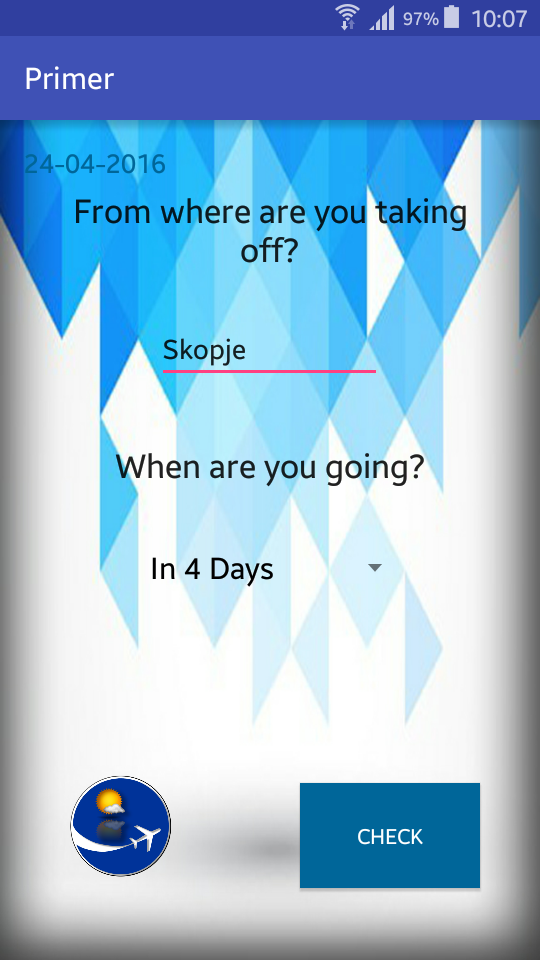 97% 10:07
Primer
24-04-2016
From where are you taking
off?
Skopje
When are you going?
In 4 Days
CHECK